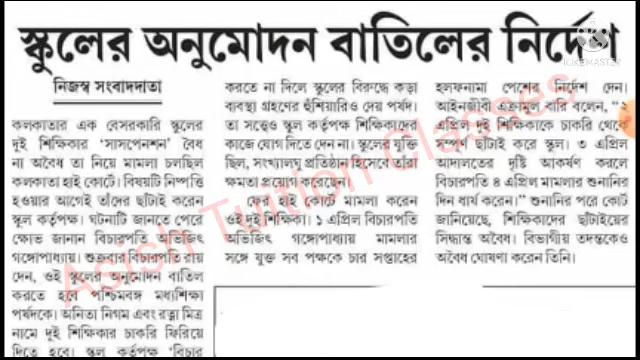 স্কুলের অনুমোদন বাতিলের নির্দেশ
নিজস্ব সংবাদদাতা
কলকাতার এক বেসরকারি স্কুলের
দুই শিক্ষিকার ‘সাসপেনশন’ বৈধ
না অবৈধ তা নিয়ে মামলা চলছিল
কলকাতা হাই কোর্টে। বিষয়টি নিষ্পত্তি
হওয়ার আগেই তাঁদের ছাটাই করেন
স্কুল কর্তৃপক্ষ। ঘটনাটি জানতে পেরে
ক্ষোভ জানান বিচারপতি অভিজিৎ
গঙ্গোপাধ্যায়। শুক্রবার বিচারপতি রায়
দেন, ওই স্কুলের অনুমোদন বাতিল
করতে হবে পশ্চিমবঙ্গ মধ্যশিক্ষা
পর্ষদকে। অনিতা নিগম এবং রত্না মিত্র
নামে দুই শিক্ষিকার চাকরি ফিরিয়ে
দিতে হবে। স্কুল কর্তৃপক্ষ ‘বিচার
করতে না দিলে স্কুলের বিরুদ্ধে কড়া
ব্যবস্থা গ্রহণের হুঁশিয়ারিও দেয় পর্ষদ।
তা সত্ত্বেও স্কুল কর্তৃপক্ষ শিক্ষিকাদের
কাজে যোগ দিতে দেন না। স্কুলের যুক্তি
ছিল, সংখ্যালঘু প্রতিষ্ঠান হিসেবে তাঁরা
ক্ষমতা প্রয়োগ করেছেন।
ফের হাই কোর্টে মামলা করেন
ওই দুই শিক্ষিকা। ১ এপ্রিল বিচারপতি
অভিজিৎ গঙ্গোপাধ্যায় মামলার
সঙ্গে যুক্ত সব পক্ষকে চার সপ্তাহের
হলফনামা পেশের নির্দেশ দেন।
আইনজীবী এক্রামুল বারি বলেন, “২
এপ্রিল দুই শিক্ষিকাকে চাকরি থেকে
সম্পূর্ণ ছাটাই করে স্কুল। ৩ এপ্রিল
আদালতের দৃষ্টি আকর্ষণ করলে
বিচারপতি ৪ এপ্রিল মামলার শুনানির
দিন ধার্য করেন।” শুনানির পরে কোর্ট
জানিয়েছে, শিক্ষিকাদের ছাটাইয়ের
সিদ্ধান্ত অবৈধ। বিভাগীয় তদন্তকেও
অবৈধ ঘোষণা করেন তিনি।
Asish Tuition Classes
KINEMASTER